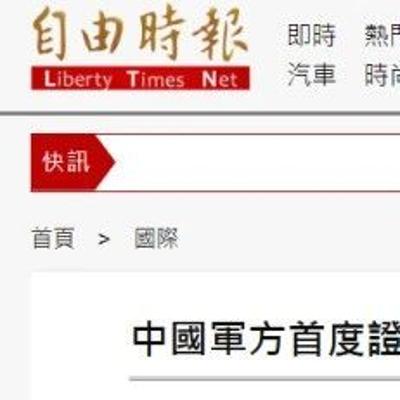 自由時報
Liberty Times Net
即時 熱門
汽車 時尚
快訊
首頁 > 國際
中國軍方首度證